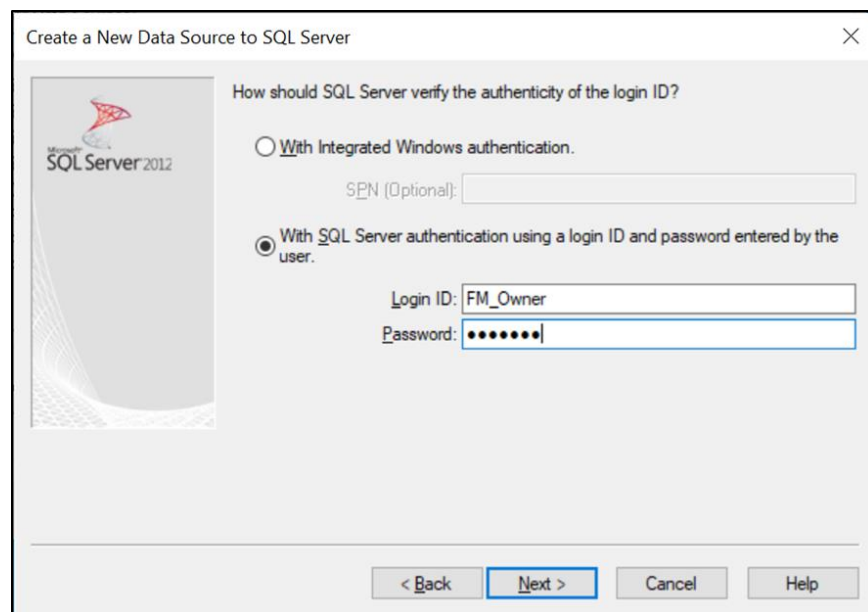 Create a New Data Source to SQL Server
How should SQL Server verify the authenticity of the login ID?
Microsoft
SQL Server 2012
With Integrated Windows authentication.
SPN (Optional):
With SQL Server authentication using a login ID and password entered by the
user.
Login ID: FM_Owner
Password: •••••••
< Back Next > Cancel Help